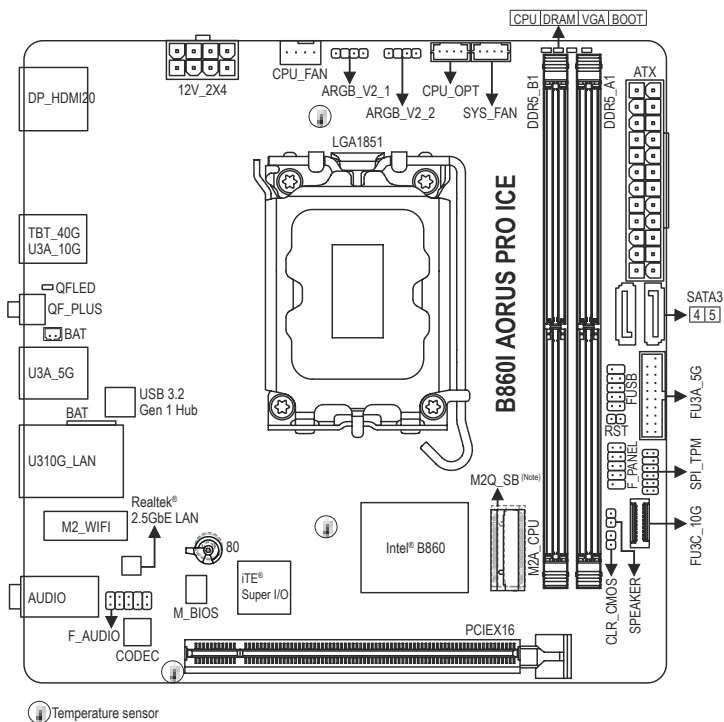 CPU DRAM VGA BOOT
DP_HDMI20
12V_2X4
CPU_FAN
ARGB_V2_1
ARGB_V2_2
CPU_OPT
SYS_FAN
DDR5_B1
DDR5_A1
ATX
LGA1851
TBT_40G
U3A_10G
QFLED
QF_PLUS
BAT
U3A_5G
USB 3.2
Gen 1 Hub
BAT
U310G_LAN
B860I AORUS PRO ICE
SATA3
4 5
FUSB
FU3A_5G
RST
F_PANEL
SPI_TPM
M2Q_SB (Note)
M2A_CPU
FU3C_10G
Realtek®
2.5GbE LAN
M2_WIFI
80
Intel® B860
iTE®
Super I/O
M_BIOS
CLR_CMOS
SPEAKER
AUDIO
F_AUDIO
CODEC
PCIEX16
Temperature sensor